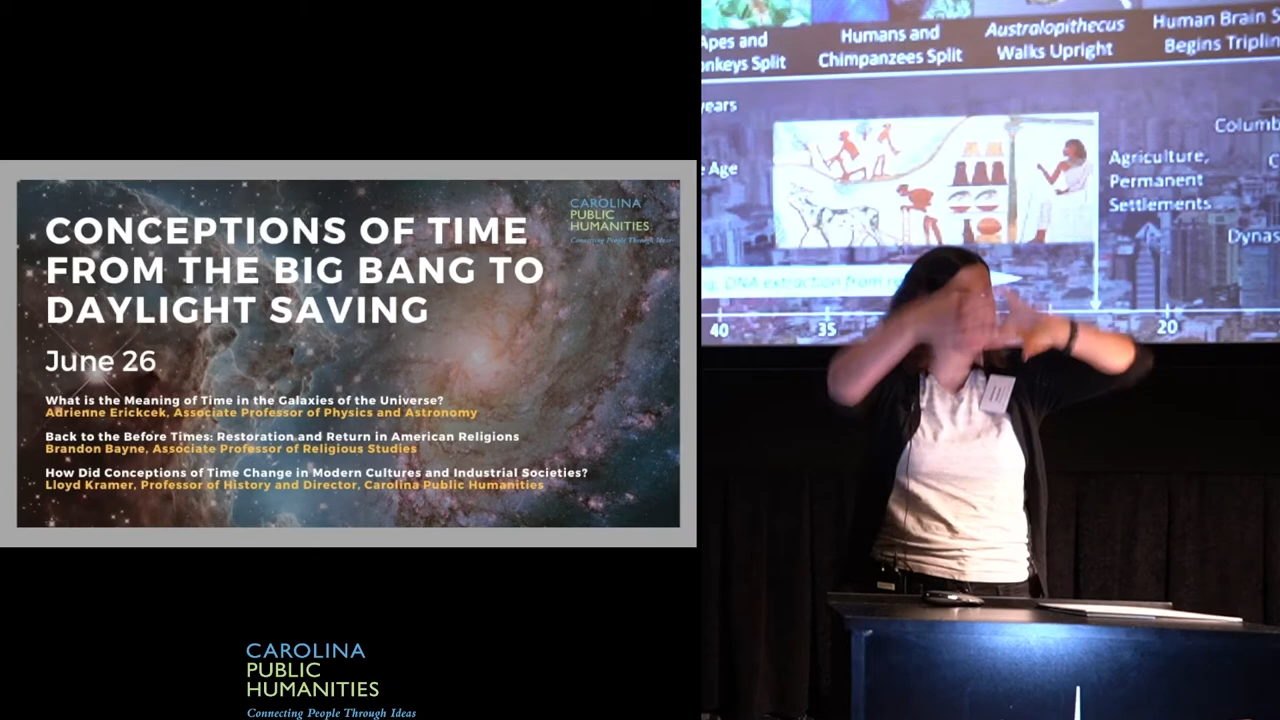 CONCEPTIONS OF TIME
FROM THE BIG BANG TO
DAYLIGHT SAVING
June 26
What is the Meaning of Time in the Galaxies of the Universe?
Adrienne Erickcek, Associate Professor of Physics and Astronomy
Back to the Before Times: Restoration and Return in American Religions
Brandon Bayne, Associate Professor of Religious Studies
How Did Conceptions of Time Change in Modern Cultures and Industrial Societies?
Lloyd Kramer, Professor of History and Director, Carolina Public Humanities
CAROLINA
PUBLIC
HUMANITIES
Connecting People Through Ideas
CAROLINA
PUBLIC
HUMANITIES
Connecting People Through Ideas
Apes and
onkeys Split
Humans and
Chimpanzees Split
Australopithecus
Walks Upright
Human Brain S
Begins Triplin
years
e Age
Agriculture,
Permanent
Settlements
Columb
C
Dynas
DNA extraction from
40
35
20